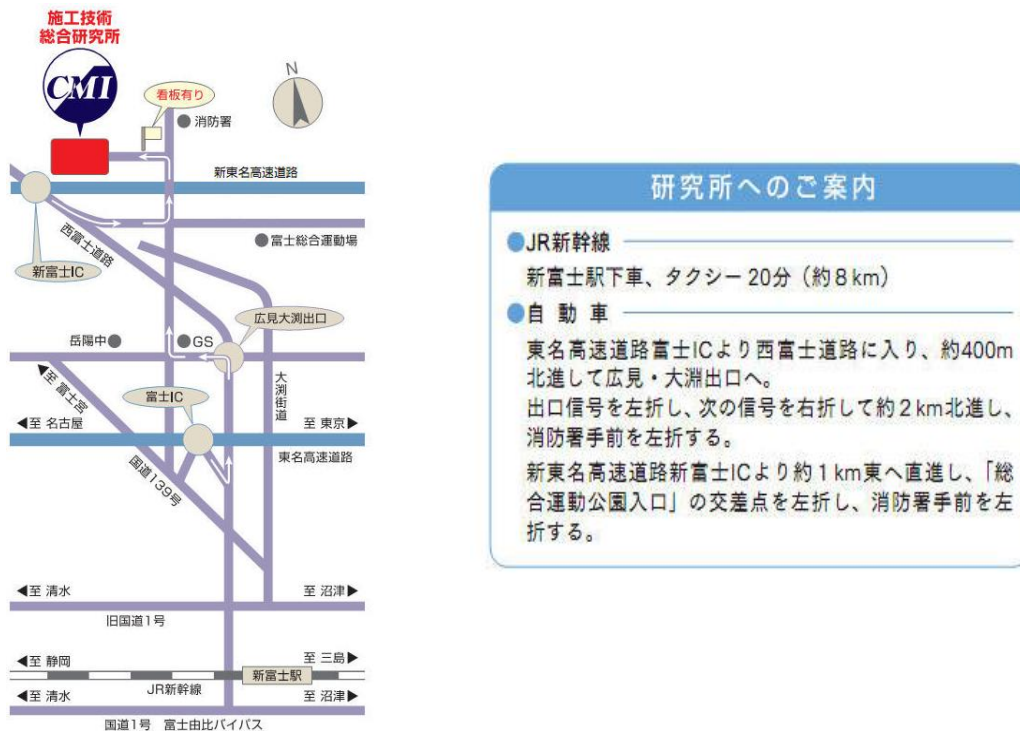 施工技術
総合研究所
CMI
N
看板有り
消防署
新東名高速道路
西富士道路
富士総合運動場
新富士IC
広見大渕出口
岳陽中
GS
◀至 富士宮
大渕街道
富士IC
◀至 名古屋
至 東京▶
東名高速道路
国道139号
◀至 清水
至 沼津▶
旧国道1号
◀至 静岡
至 三島▶
新富士駅
JR新幹線
◀至 清水
至 沼津▶
国道1号 富士由比バイパス
研究所へのご案内
●JR新幹線
新富士駅下車、タクシー20分（約8km）
●自動車
東名高速道路富士ICより西富士道路に入り、約400m
北進して広見・大淵出口へ。
出口信号を左折し、次の信号を右折して約2km北進し、
消防署手前を左折する。
新東名高速道路新富士ICより約1km東へ直進し、「総
合運動公園入口」の交差点を左折し、消防署手前を左
折する。